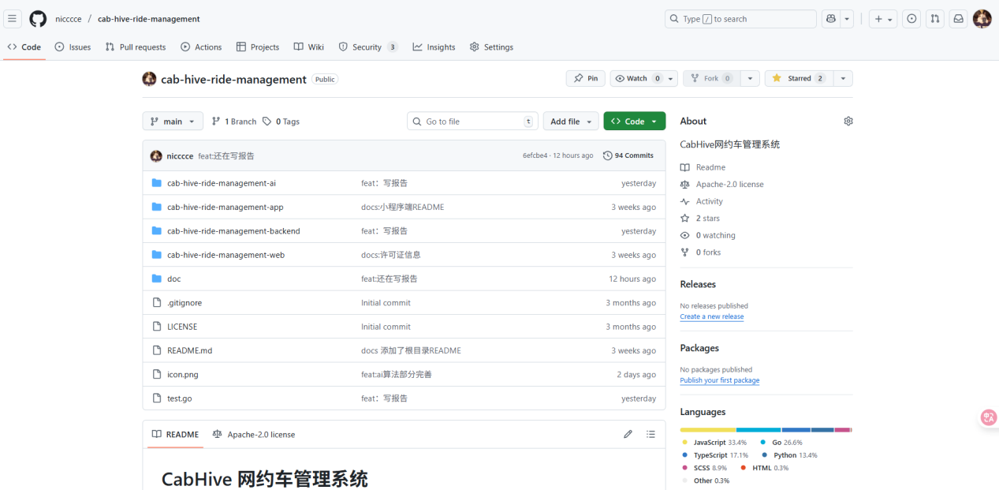 nicccce / cab-hive-ride-management
Type / to search
Code Issues Pull requests Actions Projects Wiki Security 3 Insights Settings
cab-hive-ride-management Public
Pin Watch 0 Fork 0 Starred 2
main 1 Branch 0 Tags Go to file t Add file Code
nicccce feat:还在写报告 6efcbe4 · 12 hours ago 94 Commits
cab-hive-ride-management-ai feat：写报告 yesterday
cab-hive-ride-management-app docs:小程序端README 3 weeks ago
cab-hive-ride-management-backend feat：写报告 yesterday
cab-hive-ride-management-web docs:许可证信息 3 weeks ago
doc feat:还在写报告 12 hours ago
.gitignore Initial commit 3 months ago
LICENSE Initial commit 3 months ago
README.md docs 添加了根目录README 3 weeks ago
icon.png feat:ai算法部分完善 2 days ago
test.go feat：写报告 yesterday
README Apache-2.0 license
CabHive 网约车管理系统
About
CabHive网约车管理系统
Readme
Apache-2.0 license
Activity
2 stars
0 watching
0 forks
Releases
No releases published
Create a new release
Packages
No packages published
Publish your first package
Languages
JavaScript 33.4% Go 26.6%
TypeScript 17.1% Python 13.4%
SCSS 8.9% HTML 0.3%
Other 0.3%
中A